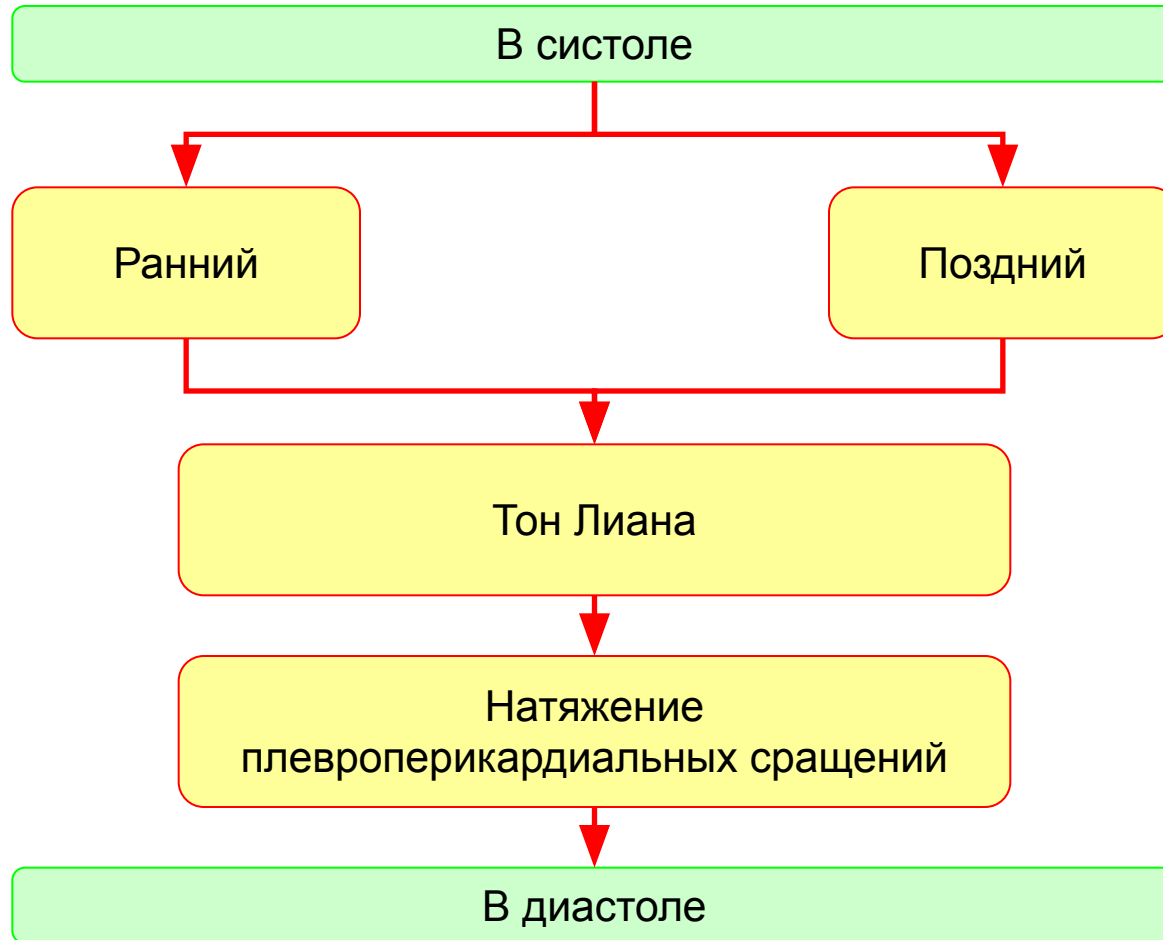 В систоле
Ранний
Поздний
Тон Лиана
Натяжение
плевроперикардиальных сращений
В диастоле